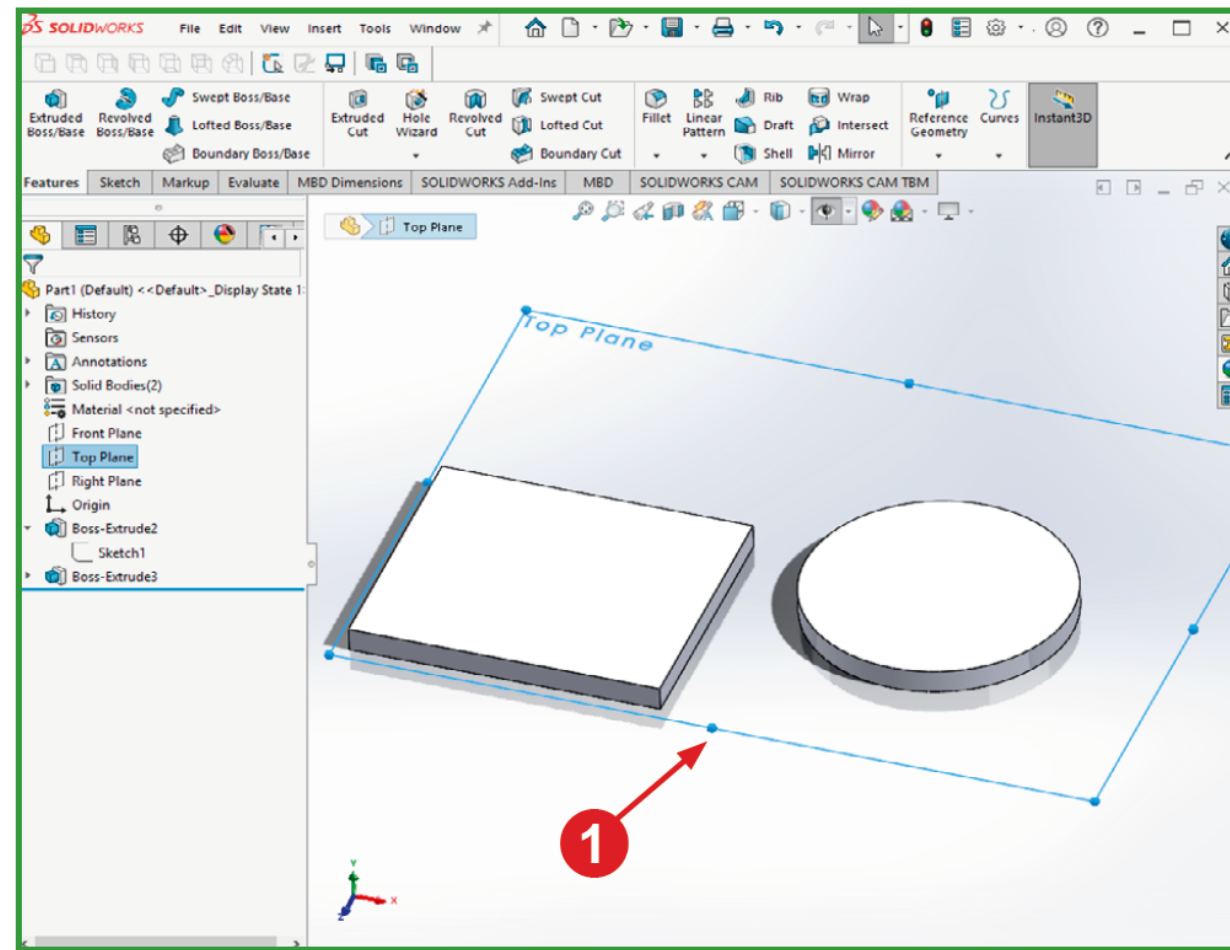 SOLIDWORKS File Edit View Insert Tools Window
Extruded Boss/Base Revolved Boss/Base Swept Boss/Base Lofted Boss/Base Boundary Boss/Base Extruded Cut Hole Wizard Revolved Cut Swept Cut Lofted Cut Boundary Cut Fillet Linear Pattern Rib Draft Shell Wrap Intersect Mirror Reference Geometry Curves Instant3D
Features Sketch Markup Evaluate MBD Dimensions SOLIDWORKS Add-Ins MBD SOLIDWORKS CAM SOLIDWORKS CAM TBM
Top Plane
Part1 (Default) <<Default>_Display State 1
History
Sensors
Annotations
Solid Bodies(2)
Material <not specified>
Front Plane
Top Plane
Right Plane
Origin
Boss-Extrude2
Sketch1
Boss-Extrude3
Top Plane
1
Y
X
Z